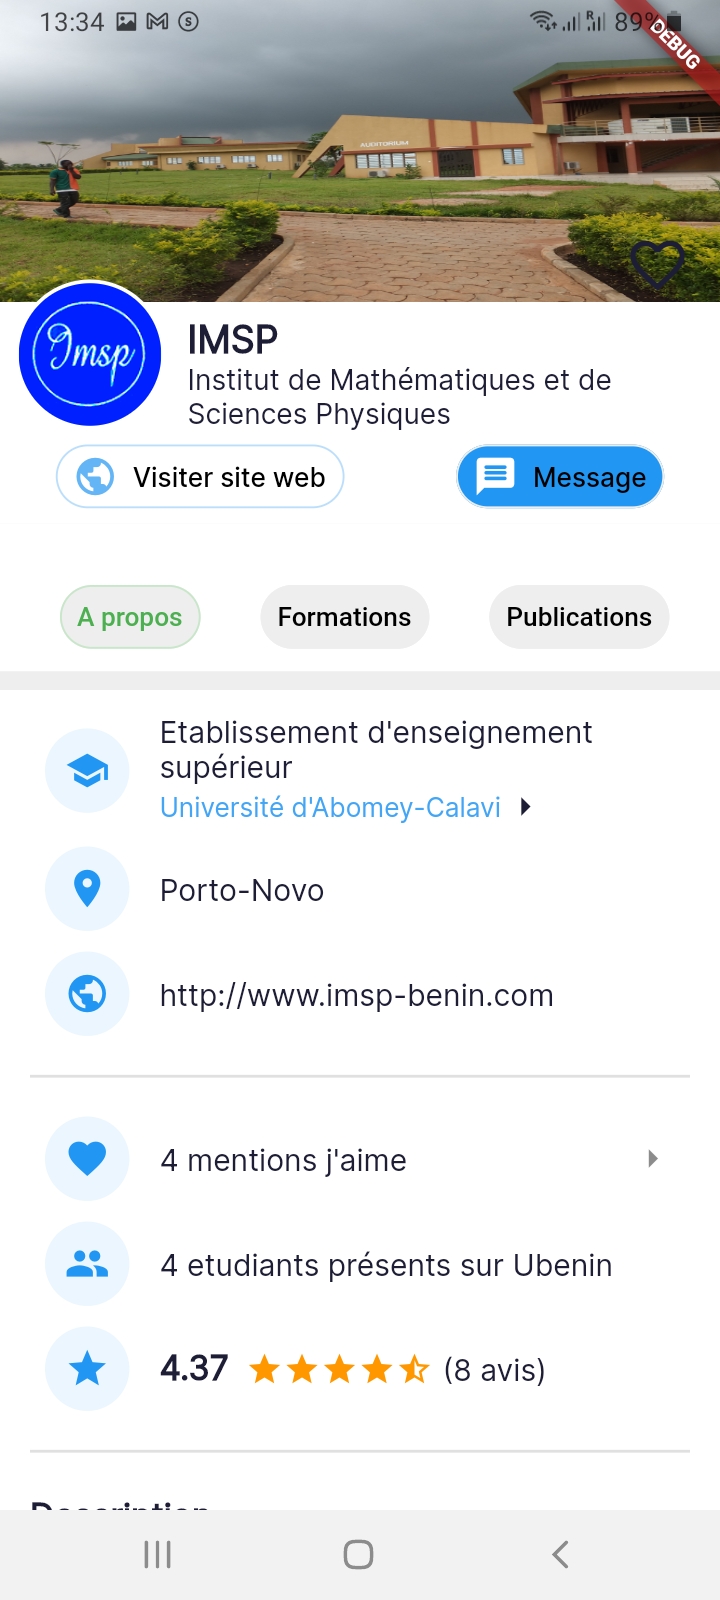 13:34
89%
DEBUG
AUDITORIUM
Imsp
IMSP
Institut de Mathématiques et de
Sciences Physiques
Visiter site web
Message
A propos
Formations
Publications
Etablissement d'enseignement
supérieur
Université d'Abomey-Calavi
Porto-Novo
http://www.imsp-benin.com
4 mentions j'aime
4 etudiants présents sur Ubenin
4.37 (8 avis)
Description